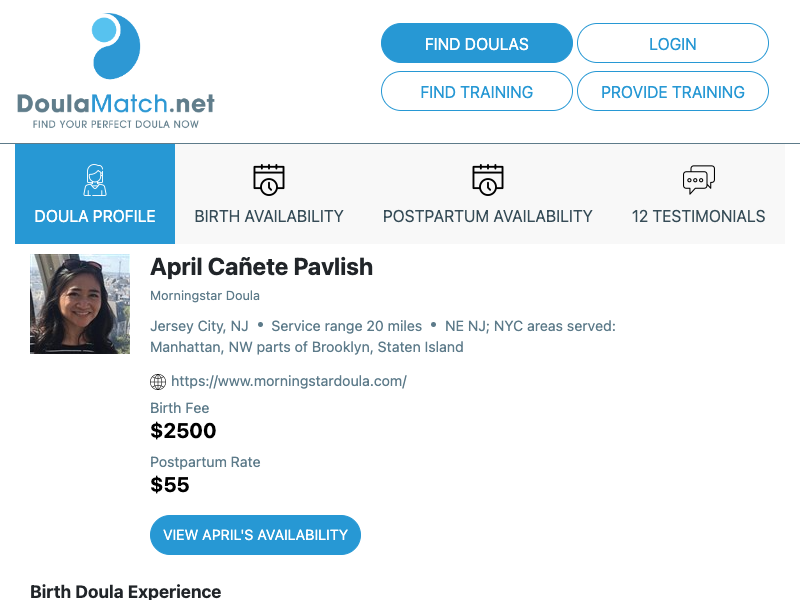 DoulaMatch.net
FIND YOUR PERFECT DOULA NOW
FIND DOULAS
LOGIN
FIND TRAINING
PROVIDE TRAINING
DOULA PROFILE
BIRTH AVAILABILITY
POSTPARTUM AVAILABILITY
12 TESTIMONIALS
April Cañete Pavlish
Morningstar Doula
Jersey City, NJ • Service range 20 miles • NE NJ; NYC areas served:
Manhattan, NW parts of Brooklyn, Staten Island
https://www.morningstardoula.com/
Birth Fee
$2500
Postpartum Rate
$55
VIEW APRIL'S AVAILABILITY
Birth Doula Experience